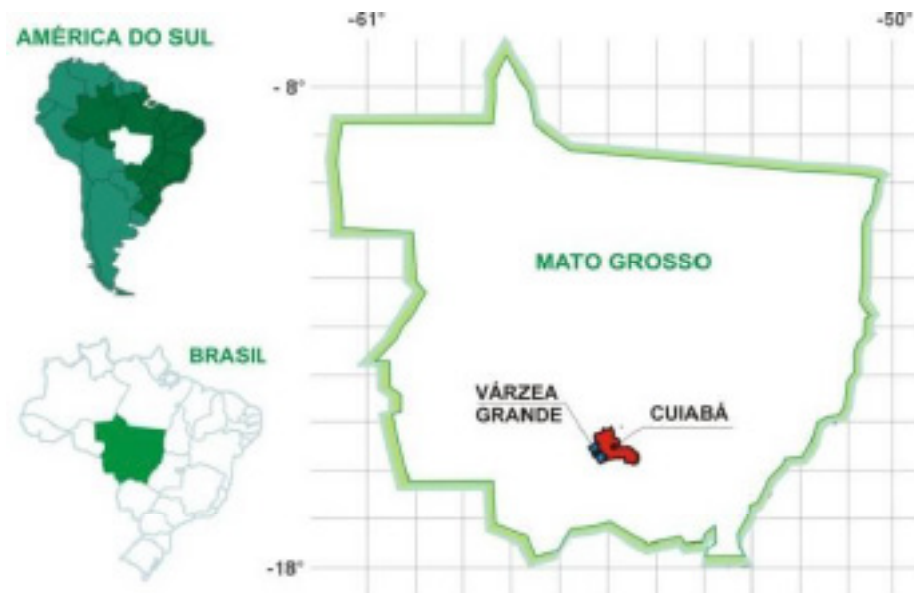 AMÉRICA DO SUL
-61°
-50°
- 8°
MATO GROSSO
BRASIL
VÁRZEA
GRANDE
CUIABÁ
-18°